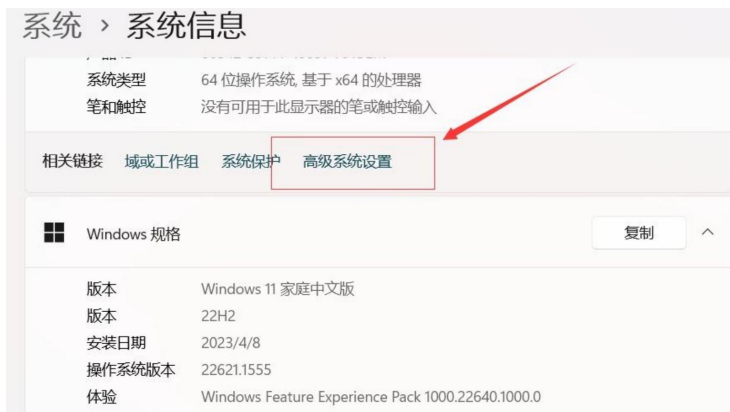 系统 › 系统信息
系统类型 64 位操作系统, 基于 x64 的处理器
笔和触控 没有可用于此显示器的笔或触控输入
相关链接 域或工作组 系统保护 高级系统设置
Windows 规格 复制
版本 Windows 11 家庭中文版
版本 22H2
安装日期 2023/4/8
操作系统版本 22621.1555
体验 Windows Feature Experience Pack 1000.22640.1000.0